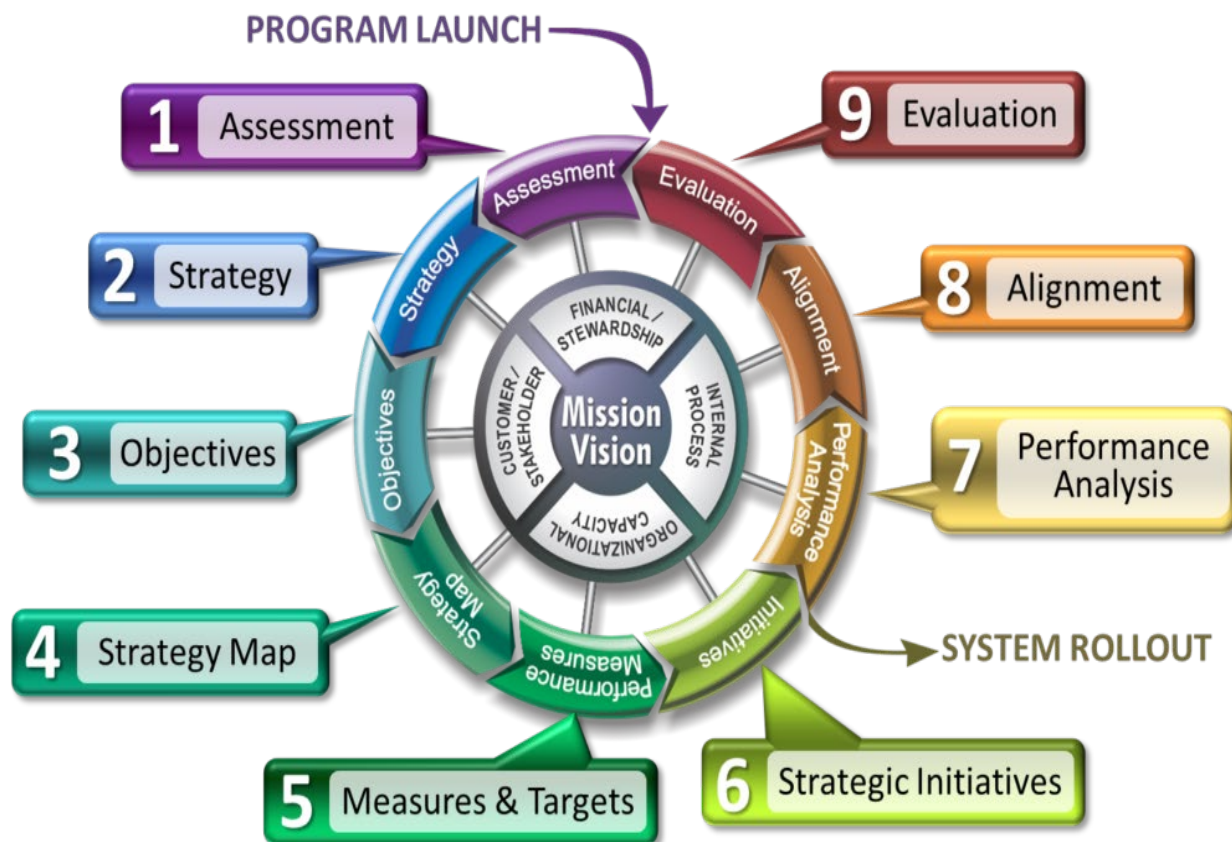 PROGRAM LAUNCH
1 Assessment
2 Strategy
3 Objectives
4 Strategy Map
5 Measures & Targets
6 Strategic Initiatives
7 Performance
Analysis
8 Alignment
9 Evaluation
SYSTEM ROLLOUT
Assessment
Strategy
Objectives
Strategy
Map
Performance
Measures
Initiatives
Performance
Analysis
Alignment
Evaluation
FINANCIAL /
STEWARDSHIP
CUSTOMER /
STAKEHOLDER
INTERNAL
PROCESS
ORGANIZATIONAL
CAPACITY
Mission
Vision